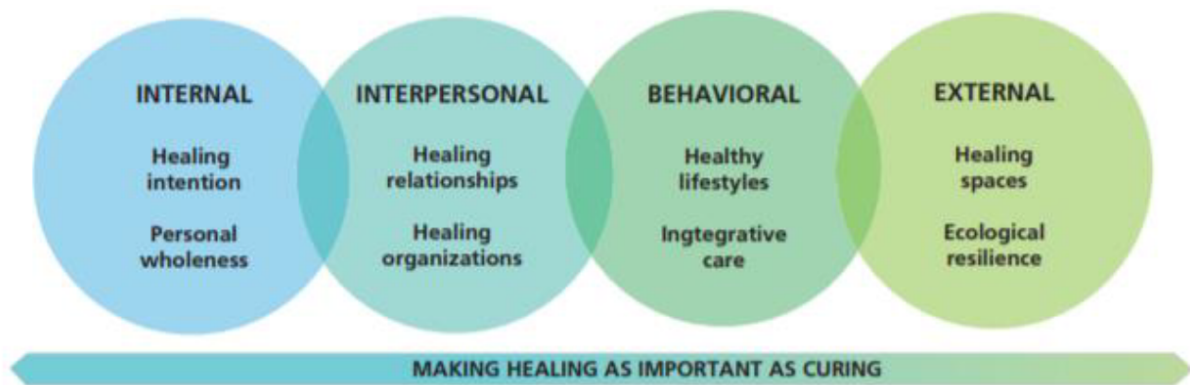 INTERNAL
Healing
intention
Personal
wholeness
INTERPERSONAL
Healing
relationships
Healing
organizations
BEHAVIORAL
Healthy
lifestyles
Ingtegrative
care
EXTERNAL
Healing
spaces
Ecological
resilience
MAKING HEALING AS IMPORTANT AS CURING